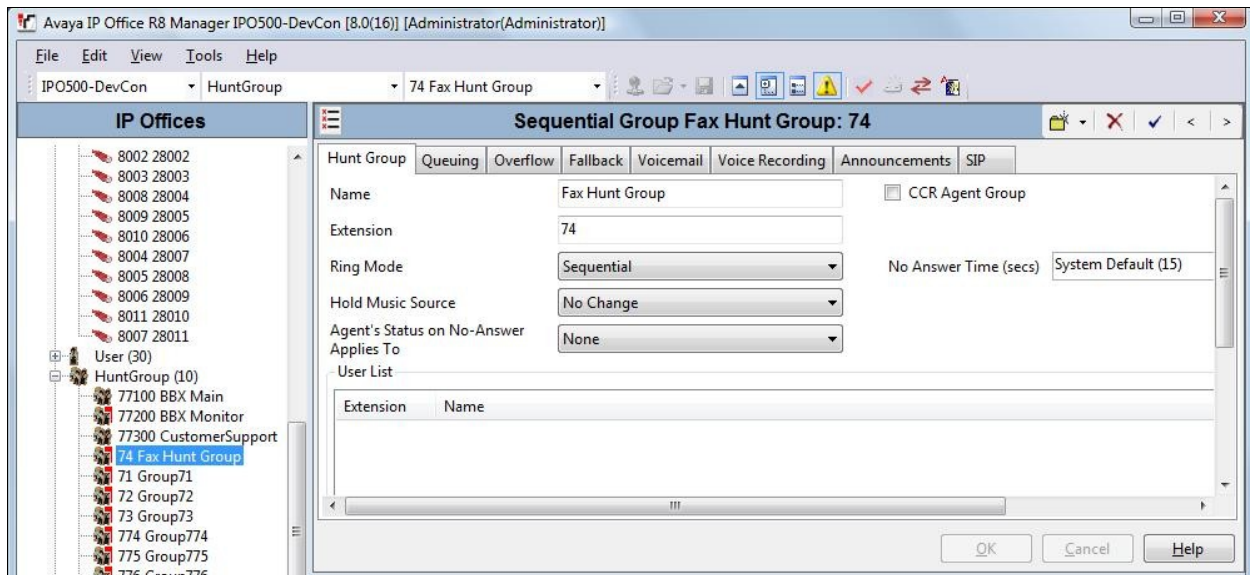 Avaya IP Office R8 Manager IPO500-DevCon [8.0(16)] [Administrator(Administrator)]
File Edit View Tools Help
IPO500-DevCon HuntGroup 74 Fax Hunt Group
IP Offices
8002 28002
8003 28003
8008 28004
8009 28005
8010 28006
8004 28007
8005 28008
8006 28009
8011 28010
8007 28011
User (30)
HuntGroup (10)
77100 BBX Main
77200 BBX Monitor
77300 CustomerSupport
74 Fax Hunt Group
71 Group71
72 Group72
73 Group73
774 Group774
775 Group775
776 Group776
Sequential Group Fax Hunt Group: 74
Hunt Group Queuing Overflow Fallback Voicemail Voice Recording Announcements SIP
Name Fax Hunt Group CCR Agent Group
Extension 74
Ring Mode Sequential No Answer Time (secs) System Default (15)
Hold Music Source No Change
Agent's Status on No-Answer
Applies To None
User List
Extension Name
OK Cancel Help